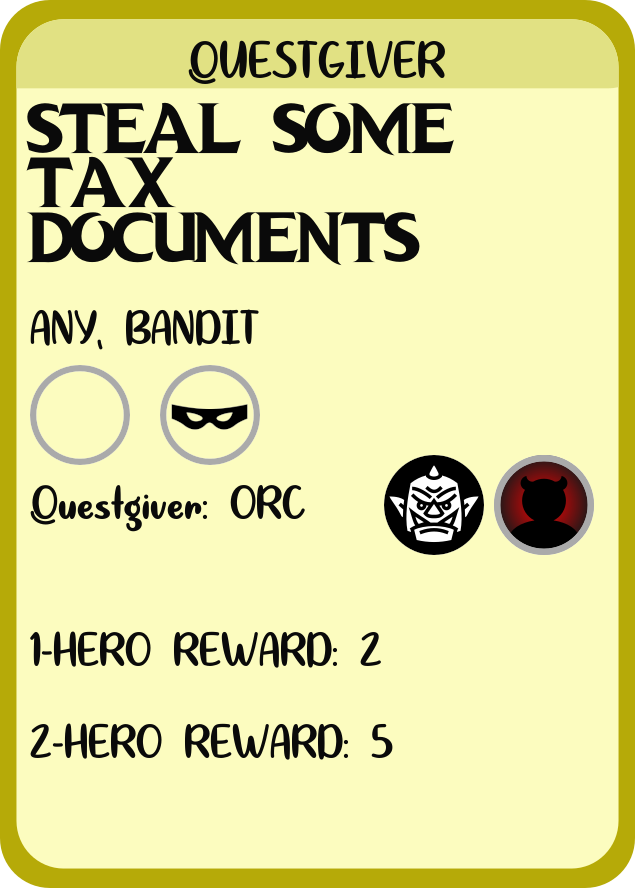 QUESTGIVER
STEAL SOME
TAX
DOCUMENTS
ANY, BANDIT
Questgiver: ORC
1-HERO REWARD: 2
2-HERO REWARD: 5